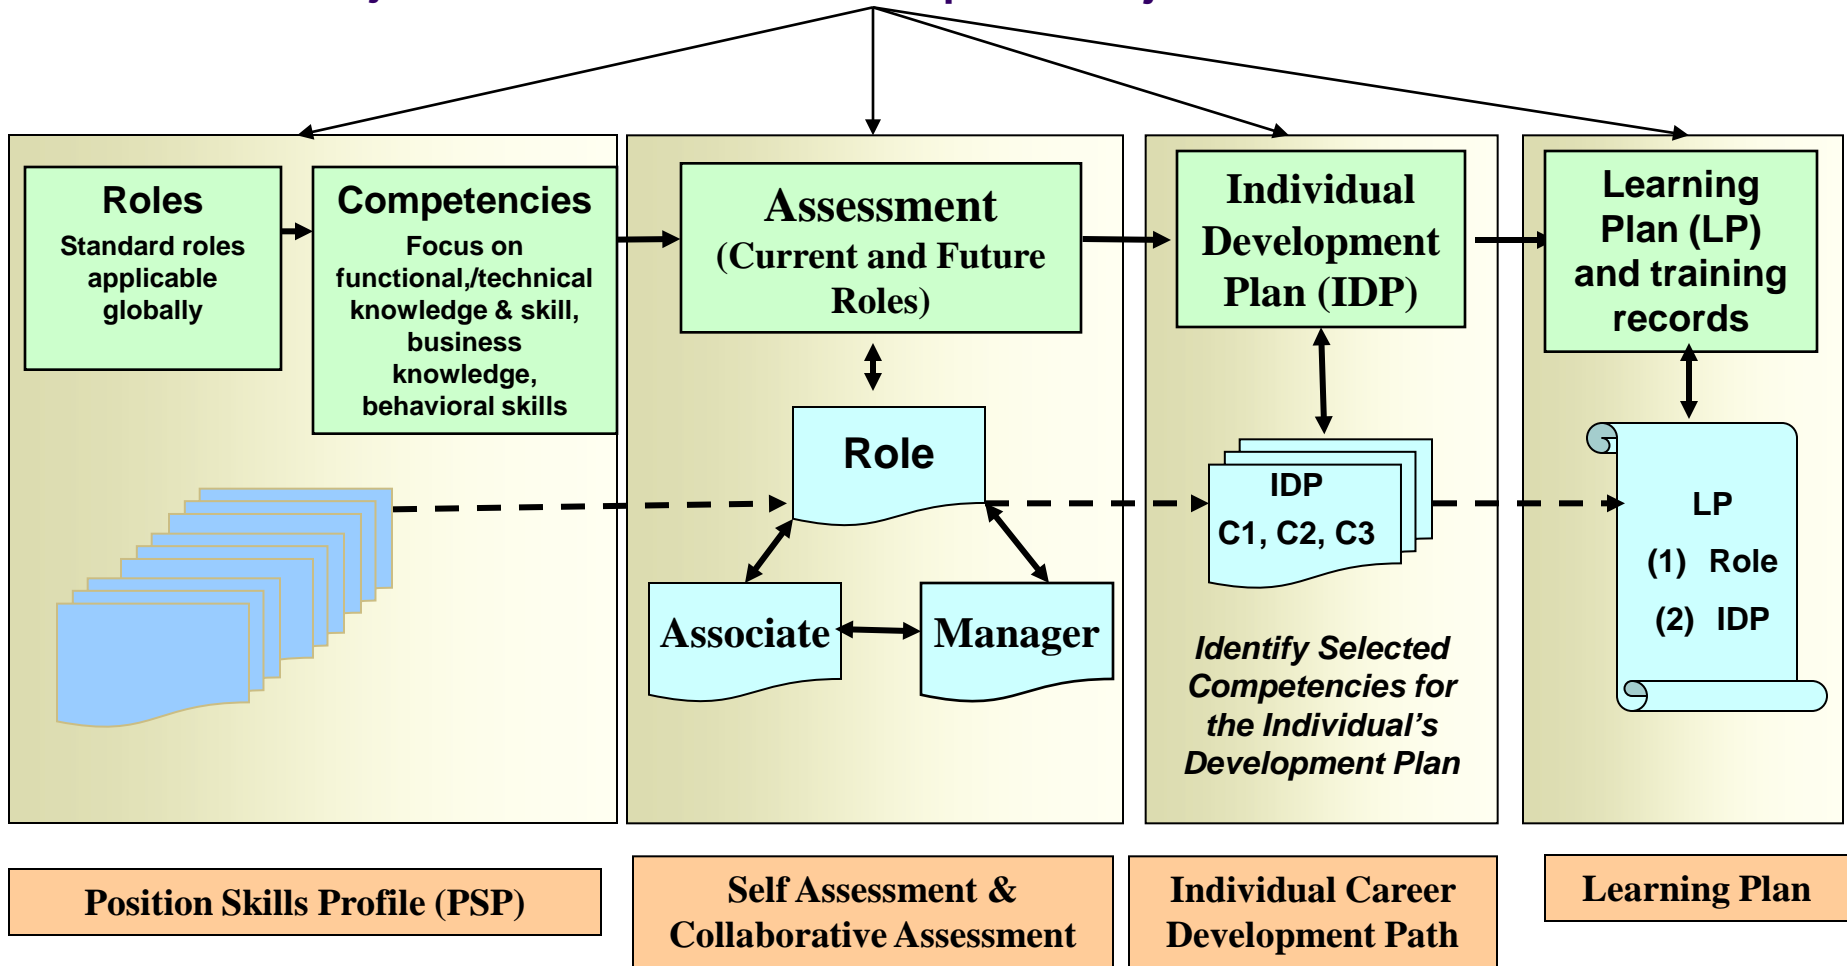 Roles
Standard roles
applicable
globally
Competencies
Focus on
functional,/technical
knowledge & skill,
business
knowledge,
behavioral skills
Assessment
(Current and Future
Roles)
Individual
Development
Plan (IDP)
Learning
Plan (LP)
and training
records
Role
Associate
Manager
IDP
C1, C2, C3
Identify Selected
Competencies for
the Individual’s
Development Plan
LP
(1) Role
(2) IDP
Position Skills Profile (PSP)
Self Assessment &
Collaborative Assessment
Individual Career
Development Path
Learning Plan